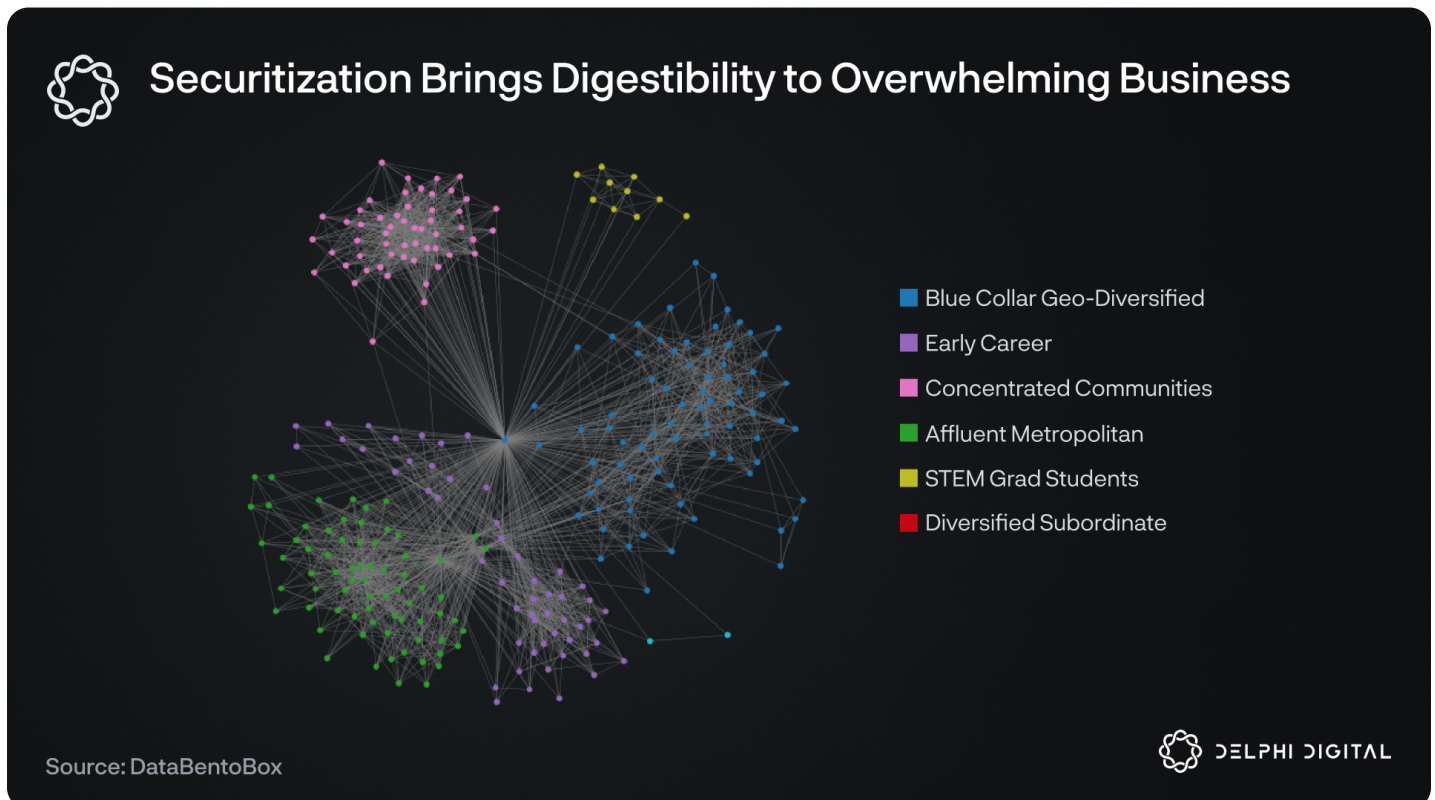 Securitization Brings Digestibility to Overwhelming Business
Blue Collar Geo-Diversified
Early Career
Concentrated Communities
Affluent Metropolitan
STEM Grad Students
Diversified Subordinate
Source: DataBentoBox
DELPHI DIGITAL